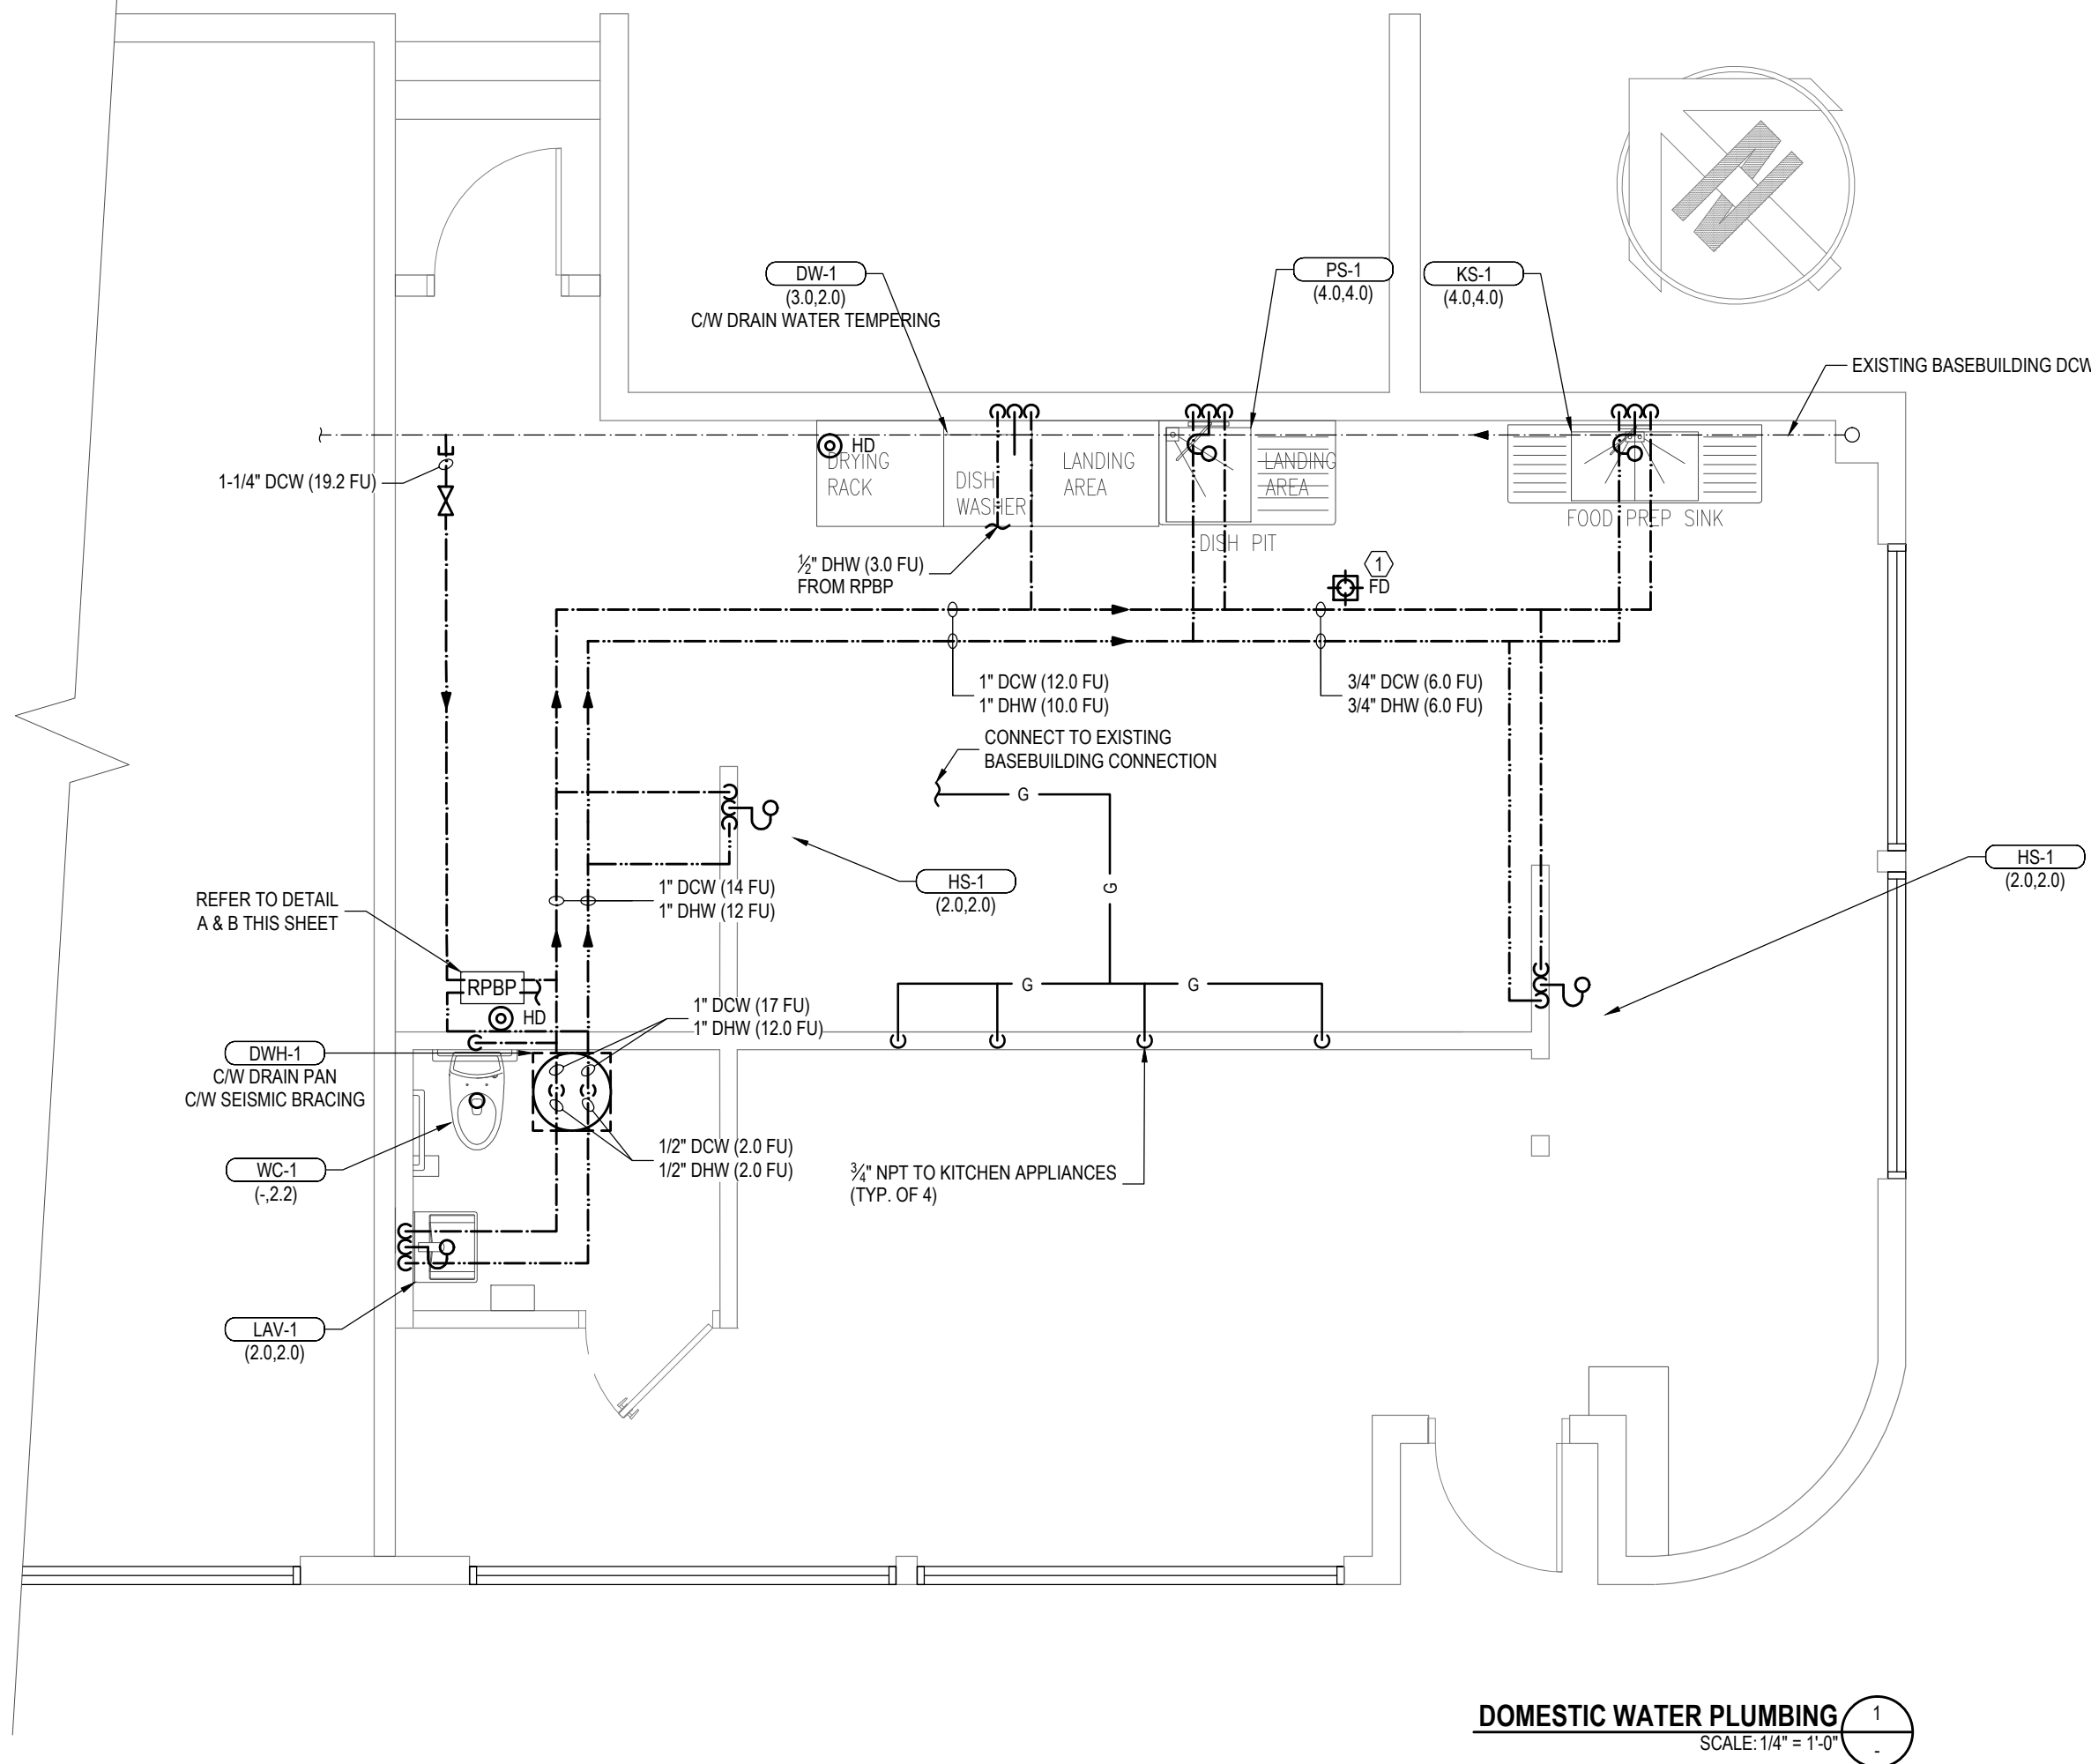 DW-1
(3.0,2.0)
C/W DRAIN WATER TEMPERING
PS-1
(4.0,4.0)
KS-1
(4.0,4.0)
EXISTING BASEBUILDING DCW
1-1/4" DCW (19.2 FU)
HD
DRYING
RACK
DISH
WASHER
LANDING
AREA
LANDING
AREA
DISH PIT
FOOD PREP SINK
½" DHW (3.0 FU)
FROM RPBP
1
FD
1" DCW (12.0 FU)
1" DHW (10.0 FU)
3/4" DCW (6.0 FU)
3/4" DHW (6.0 FU)
CONNECT TO EXISTING
BASEBUILDING CONNECTION
G
G
G
G
HS-1
(2.0,2.0)
HS-1
(2.0,2.0)
1" DCW (14 FU)
1" DHW (12 FU)
REFER TO DETAIL
A & B THIS SHEET
RPBP
HD
1" DCW (17 FU)
1" DHW (12.0 FU)
DWH-1
C/W DRAIN PAN
C/W SEISMIC BRACING
1/2" DCW (2.0 FU)
1/2" DHW (2.0 FU)
WC-1
(-,2.2)
¾" NPT TO KITCHEN APPLIANCES
(TYP. OF 4)
LAV-1
(2.0,2.0)
DOMESTIC WATER PLUMBING
SCALE: 1/4" = 1'-0"
1
-